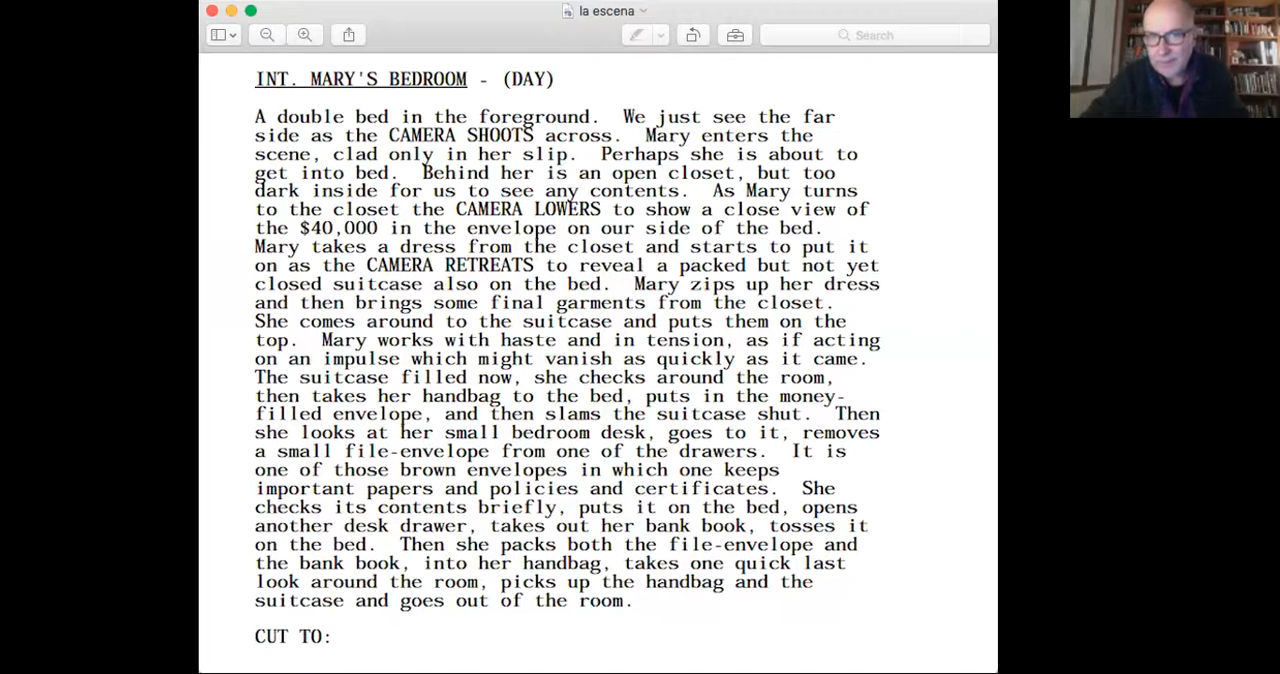 la escena
Search
INT. MARY'S BEDROOM - (DAY)
A double bed in the foreground. We just see the far
side as the CAMERA SHOOTS across. Mary enters the
scene, clad only in her slip. Perhaps she is about to
get into bed. Behind her is an open closet, but too
dark inside for us to see any contents. As Mary turns
to the closet the CAMERA LOWERS to show a close view of
the $40,000 in the envelope on our side of the bed.
Mary takes a dress from the closet and starts to put it
on as the CAMERA RETREATS to reveal a packed but not yet
closed suitcase also on the bed. Mary zips up her dress
and then brings some final garments from the closet.
She comes around to the suitcase and puts them on the
top. Mary works with haste and in tension, as if acting
on an impulse which might vanish as quickly as it came.
The suitcase filled now, she checks around the room,
then takes her handbag to the bed, puts in the money-
filled envelope, and then slams the suitcase shut. Then
she looks at her small bedroom desk, goes to it, removes
a small file-envelope from one of the drawers. It is
one of those brown envelopes in which one keeps
important papers and policies and certificates. She
checks its contents briefly, puts it on the bed, opens
another desk drawer, takes out her bank book, tosses it
on the bed. Then she packs both the file-envelope and
the bank book, into her handbag, takes one quick last
look around the room, picks up the handbag and the
suitcase and goes out of the room.
CUT TO: